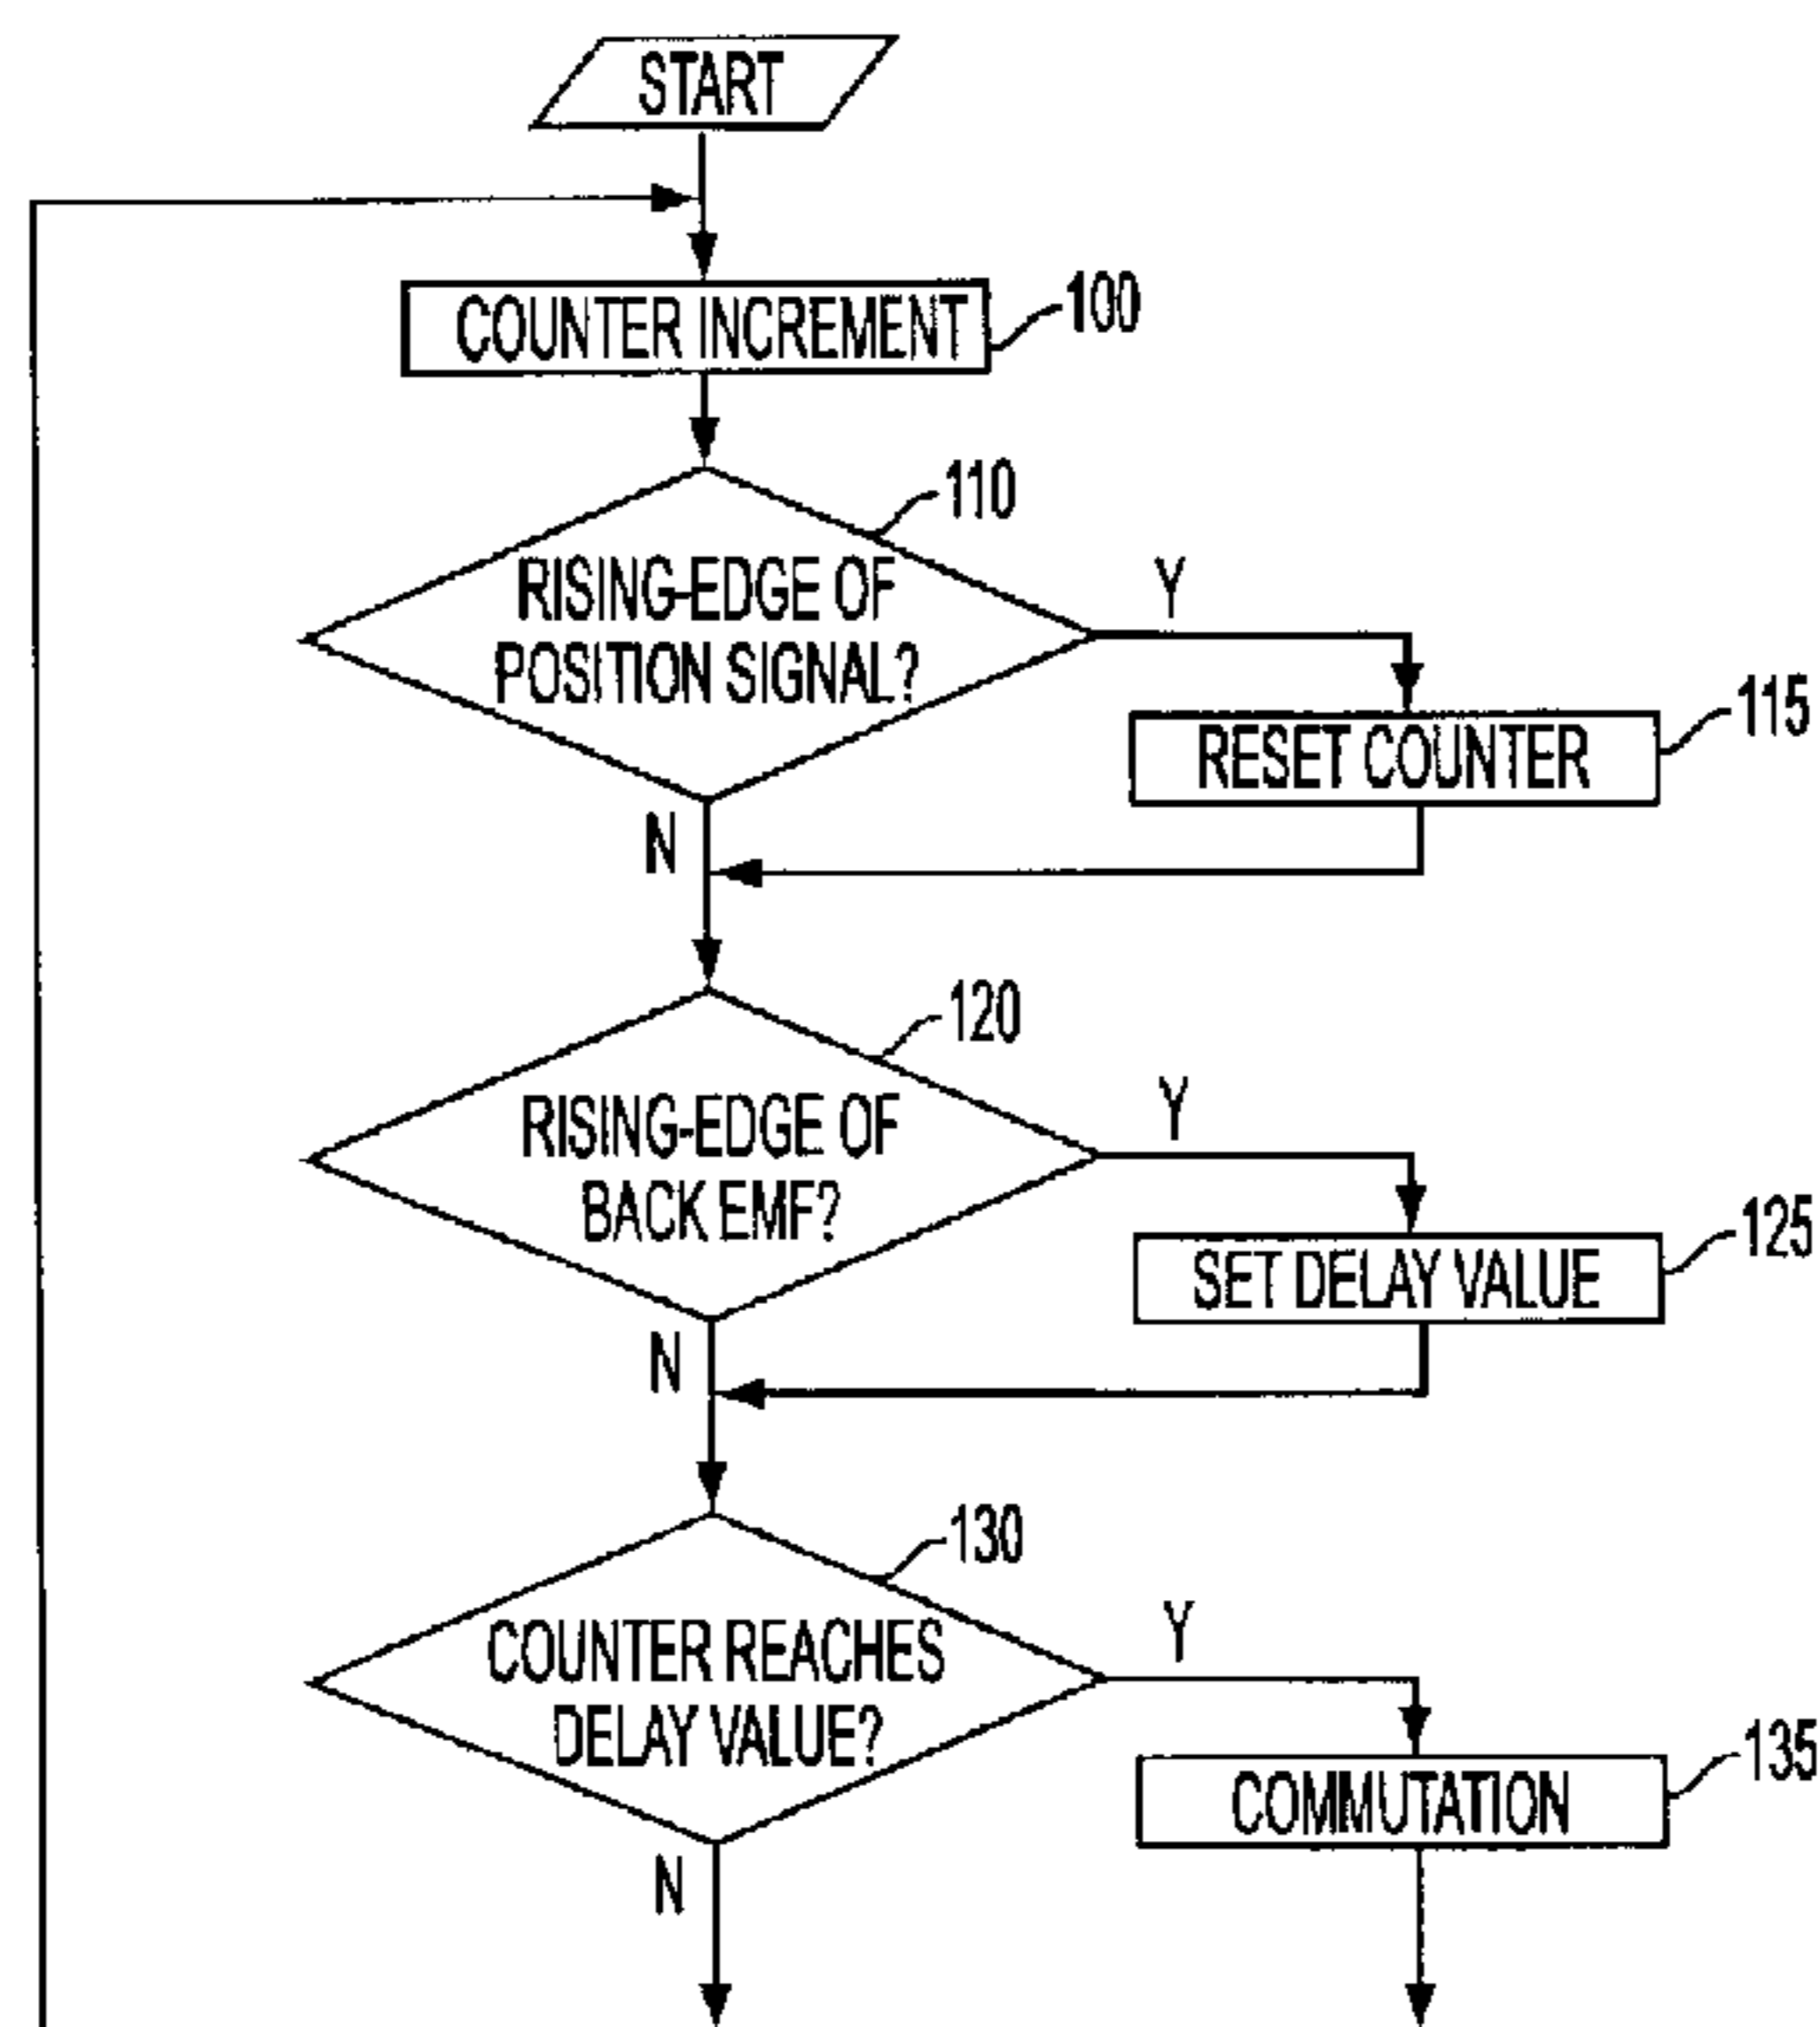 START
COUNTER INCREMENT
100
110
RISING-EDGE OF
POSITION SIGNAL?
Y
RESET COUNTER
115
N
120
RISING-EDGE OF
BACK EMF?
Y
SET DELAY VALUE
125
N
130
COUNTER REACHES
DELAY VALUE?
Y
COMMUTATION
135
N